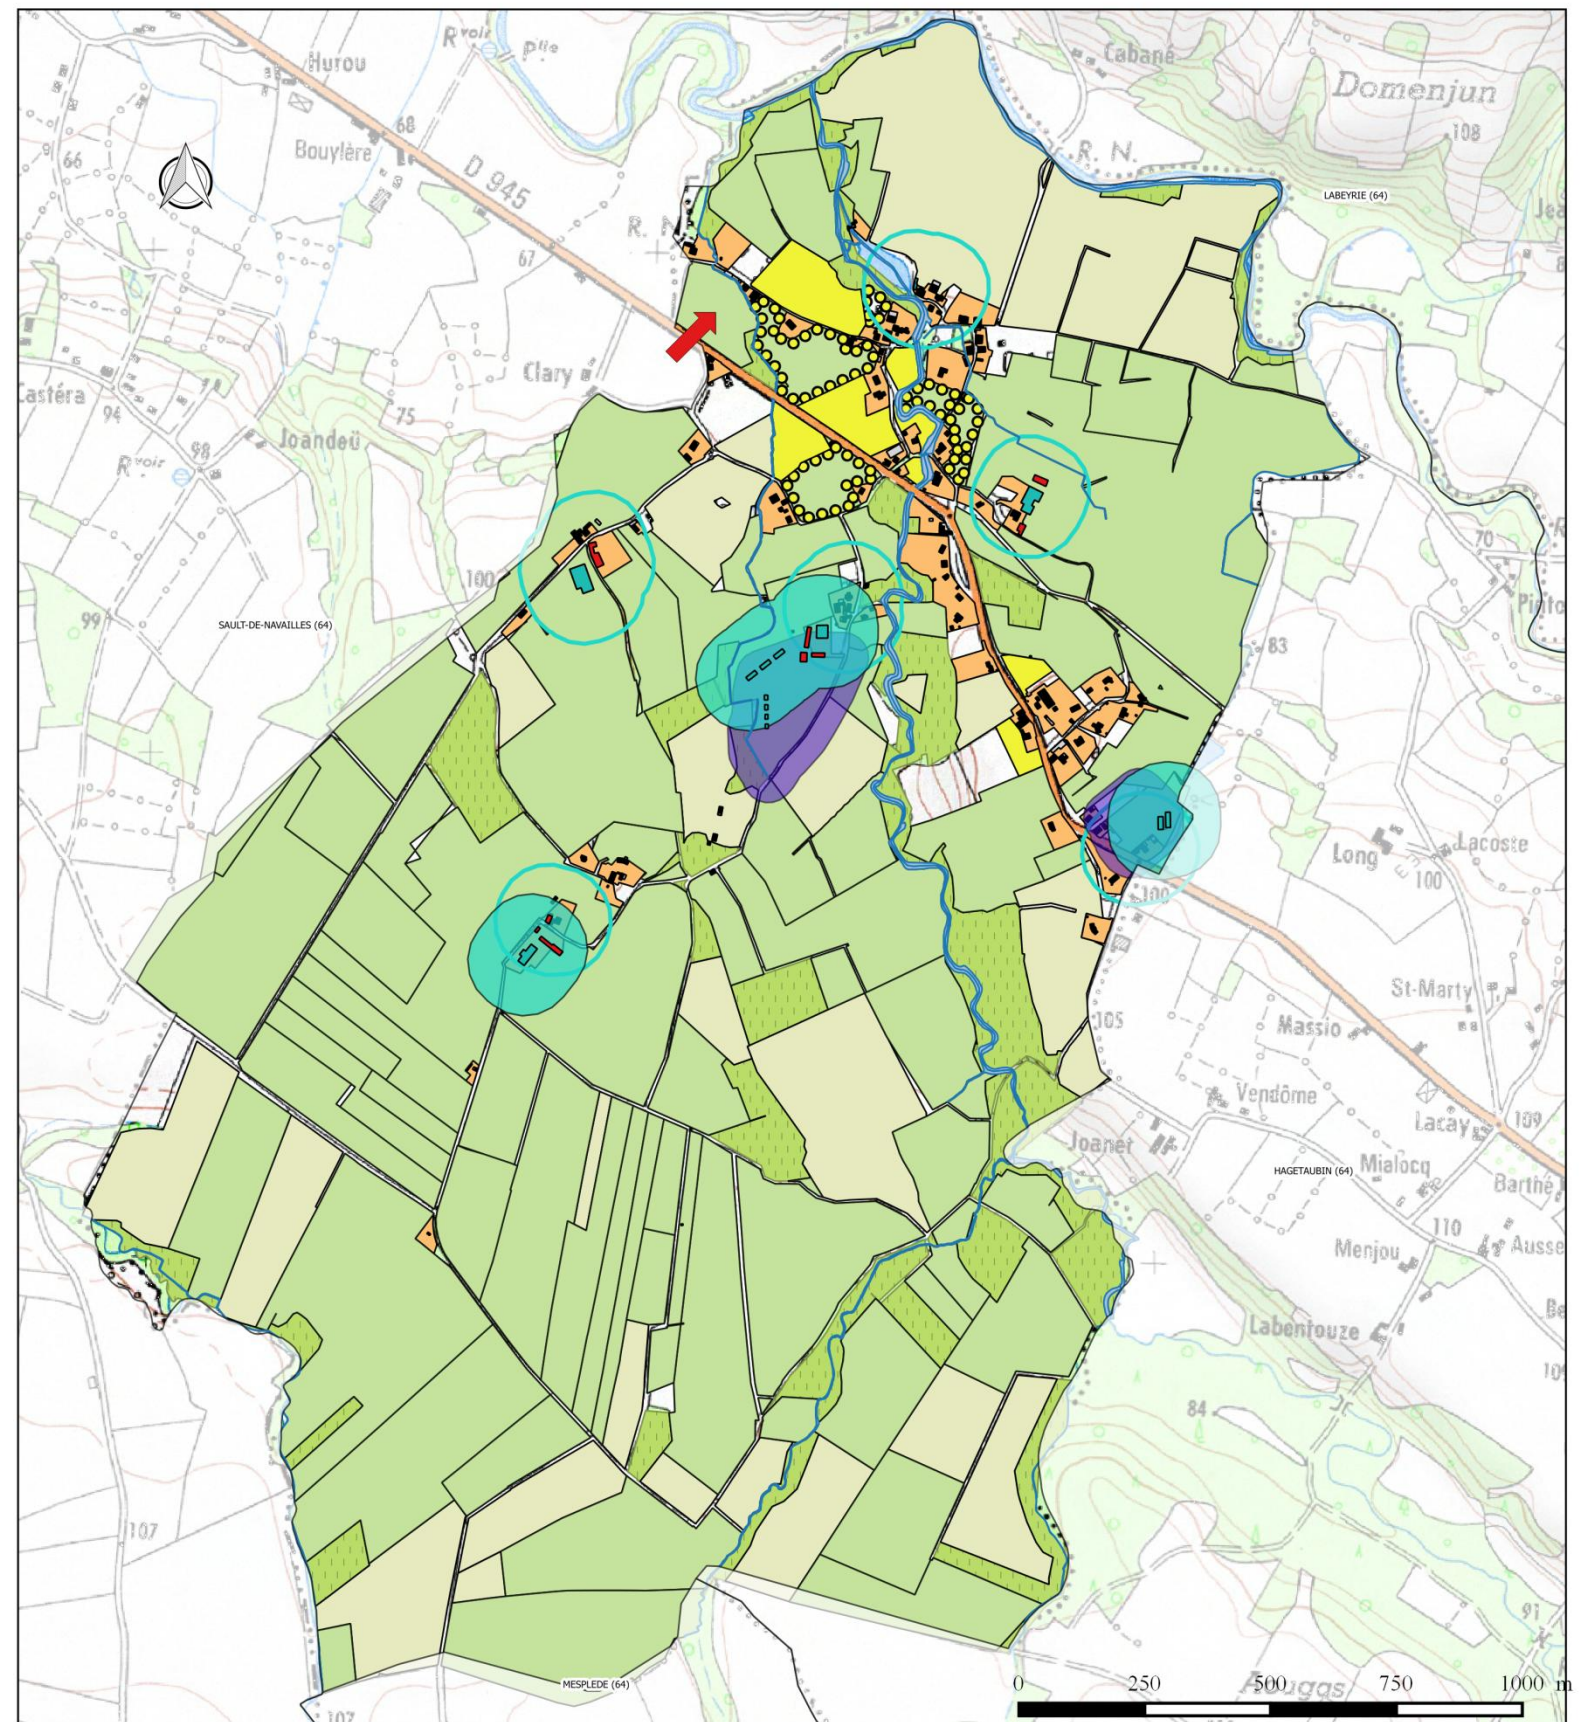 Hurou
R voir
P lle
Cabané
Domenjun
108
68
Bouylère
66
D 945
R. N.
LABEYRIE (64)
67
R.
Clary
Castéra
94
75
Joandeü
98
R voir
70
100
99
SAULT-DE-NAVAILLES (64)
83
Long
Lacoste
100
100
St-Marty
105
Massio
Vendôme
Lacay
109
Joanet
HAGETAUBIN (64)
Mialocq
Barthé
110
Menjou
Ausse
Labentouze
84
107
91
MESPLEDE (64)
0 250 500 750 1000 m
107